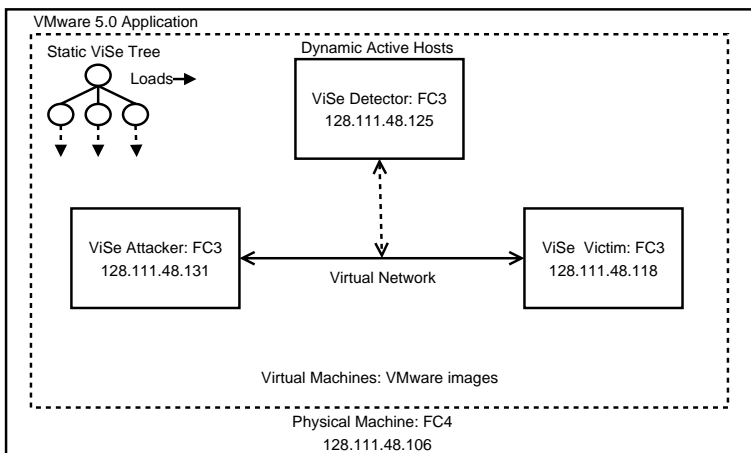 VMware 5.0 Application
Static ViSe Tree
Loads
Dynamic Active Hosts
ViSe Detector: FC3
128.111.48.125
ViSe Attacker: FC3
128.111.48.131
Virtual Network
ViSe Victim: FC3
128.111.48.118
Virtual Machines: VMware images
Physical Machine: FC4
128.111.48.106